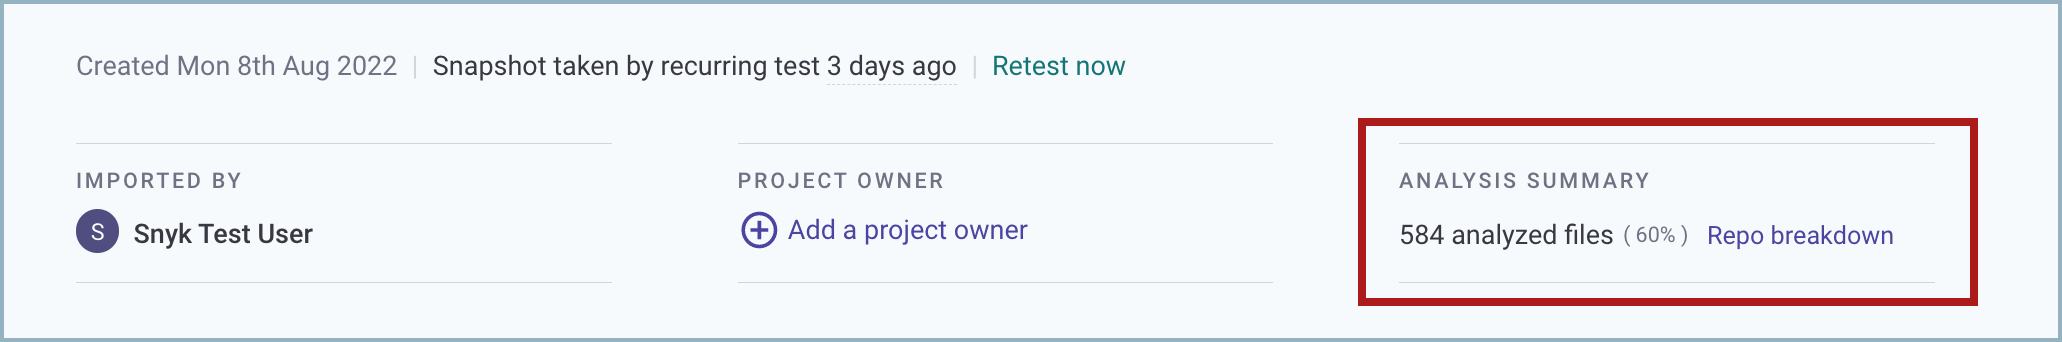 Created Mon 8th Aug 2022 | Snapshot taken by recurring test 3 days ago | Retest now
IMPORTED BY
S Snyk Test User
PROJECT OWNER
Add a project owner
ANALYSIS SUMMARY
584 analyzed files ( 60% ) Repo breakdown